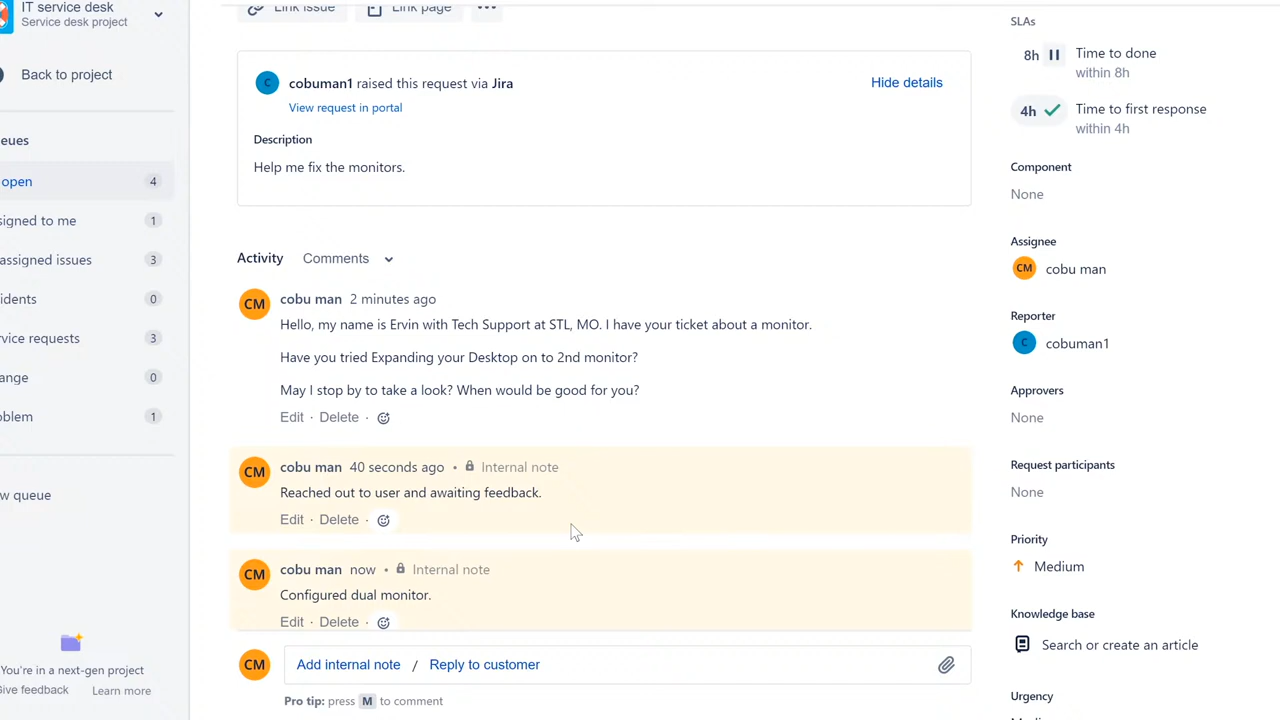 IT service desk
Service desk project
Back to project
eues
open 4
signed to me 1
assigned issues 3
idents 0
vice requests 3
ange 0
oblem 1
w queue
You're in a next-gen project
Give feedback Learn more
Link issue Link page
C cobuman1 raised this request via Jira Hide details
View request in portal
Description
Help me fix the monitors.
Activity Comments
CM cobu man 2 minutes ago
Hello, my name is Ervin with Tech Support at STL, MO. I have your ticket about a monitor.
Have you tried Expanding your Desktop on to 2nd monitor?
May I stop by to take a look? When would be good for you?
Edit · Delete ·
CM cobu man 40 seconds ago • Internal note
Reached out to user and awaiting feedback.
Edit · Delete ·
CM cobu man now • Internal note
Configured dual monitor.
Edit · Delete ·
CM Add internal note / Reply to customer
Pro tip: press M to comment
SLAs
8h Time to done
within 8h
4h Time to first response
within 4h
Component
None
Assignee
CM cobu man
Reporter
C cobuman1
Approvers
None
Request participants
None
Priority
Medium
Knowledge base
Search or create an article
Urgency